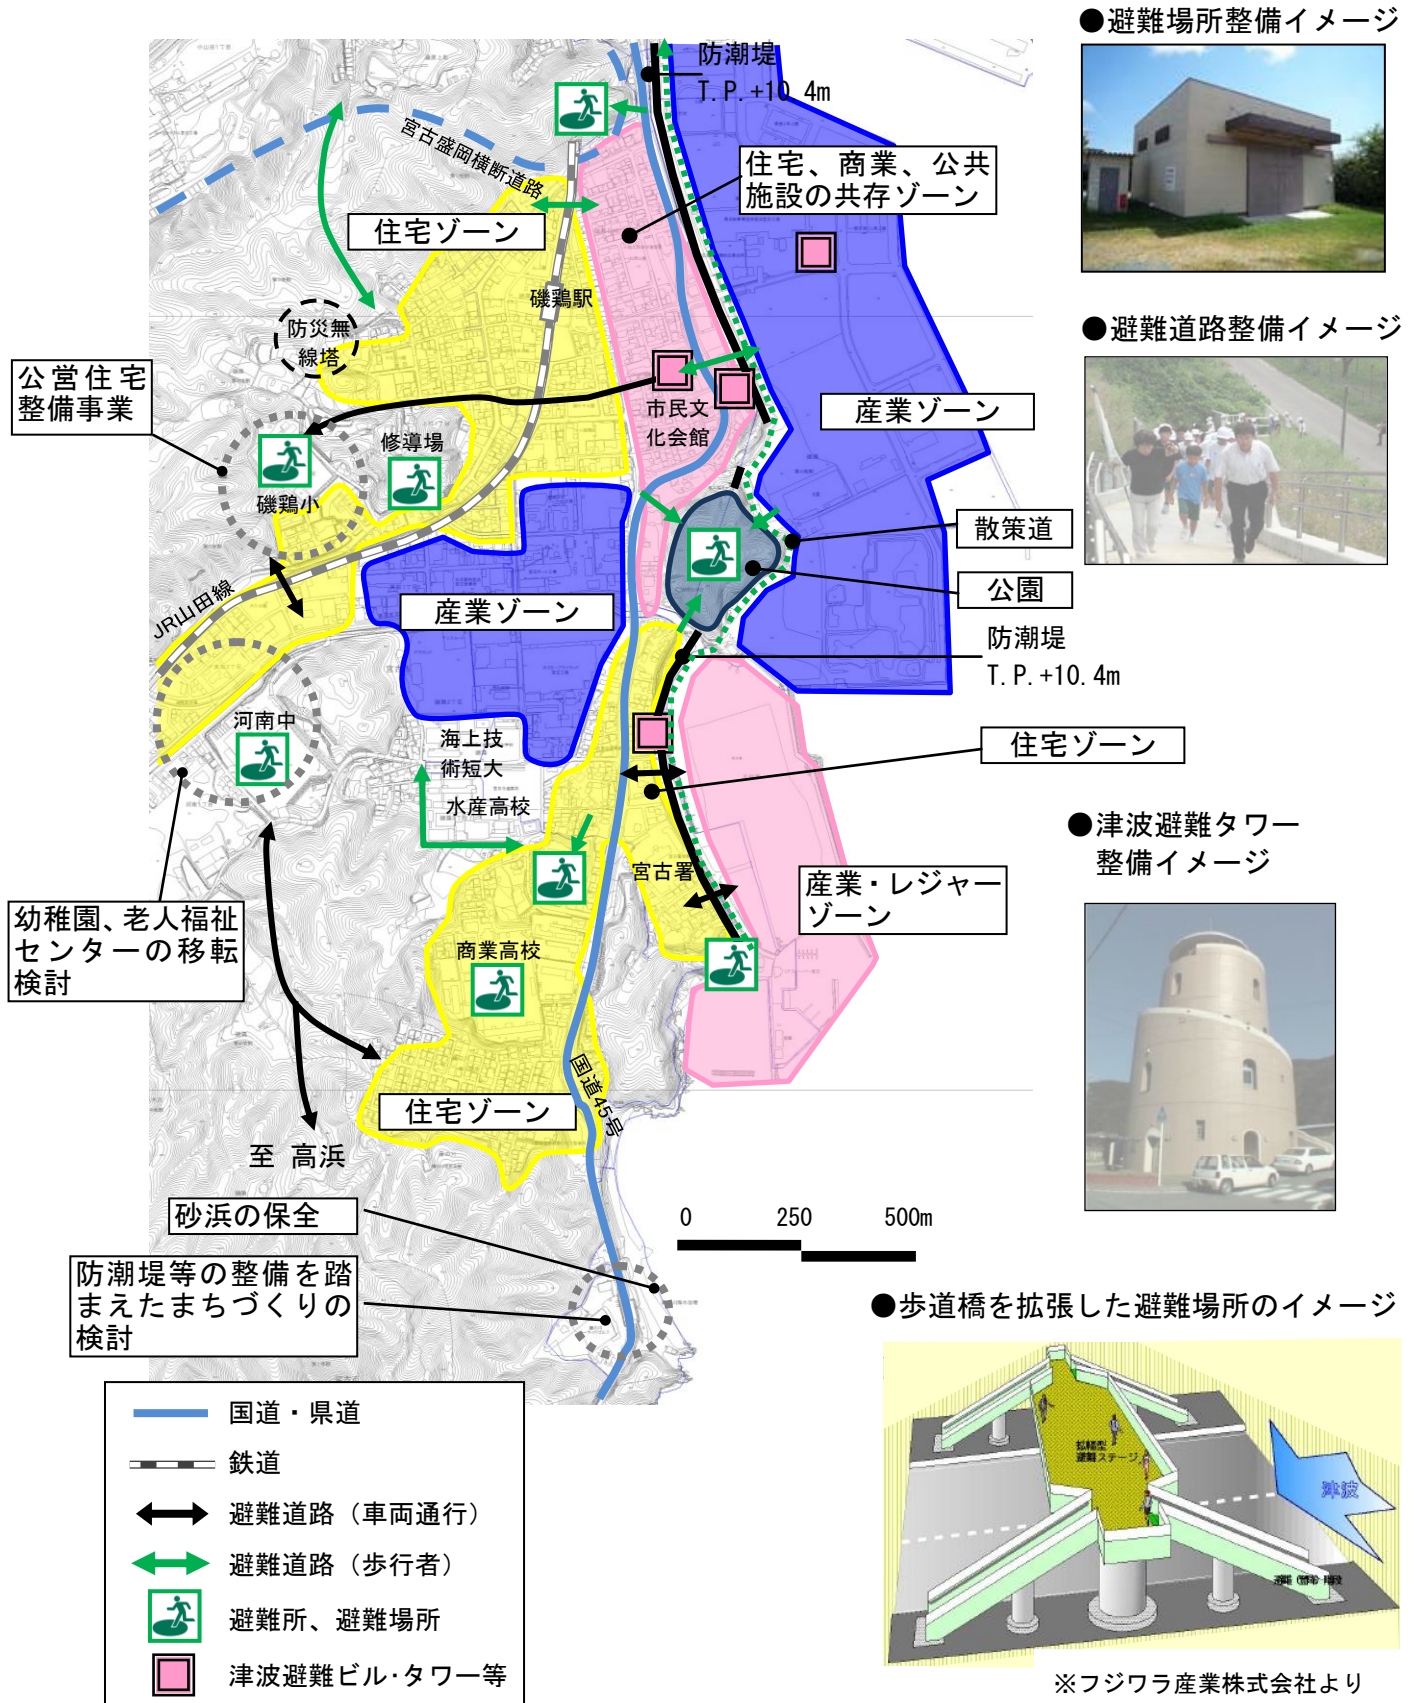 ●避難場所整備イメージ
防潮堤
T.P.+10.4m
宮古盛岡横断道路
住宅、商業、公共
施設の共存ゾーン
住宅ゾーン
磯鶏駅
防災無
線塔
●避難道路整備イメージ
公営住宅
整備事業
市民文
化会館
産業ゾーン
修導場
磯鶏小
散策道
公園
JR山田線
産業ゾーン
防潮堤
T.P.+10.4m
河南中
海上技
術短大
住宅ゾーン
水産高校
●津波避難タワー
整備イメージ
宮古署
産業・レジャー
ゾーン
幼稚園、老人福祉
センターの移転
検討
商業高校
国道45号
住宅ゾーン
至 高浜
砂浜の保全
0 250 500m
防潮堤等の整備を踏
まえたまちづくりの
検討
●歩道橋を拡張した避難場所のイメージ
拡幅型
避難ステージ
津波
国道・県道
鉄道
避難道路（車両通行）
避難道路（歩行者）
避難所、避難場所
津波避難ビル・タワー等
※フジワラ産業株式会社より